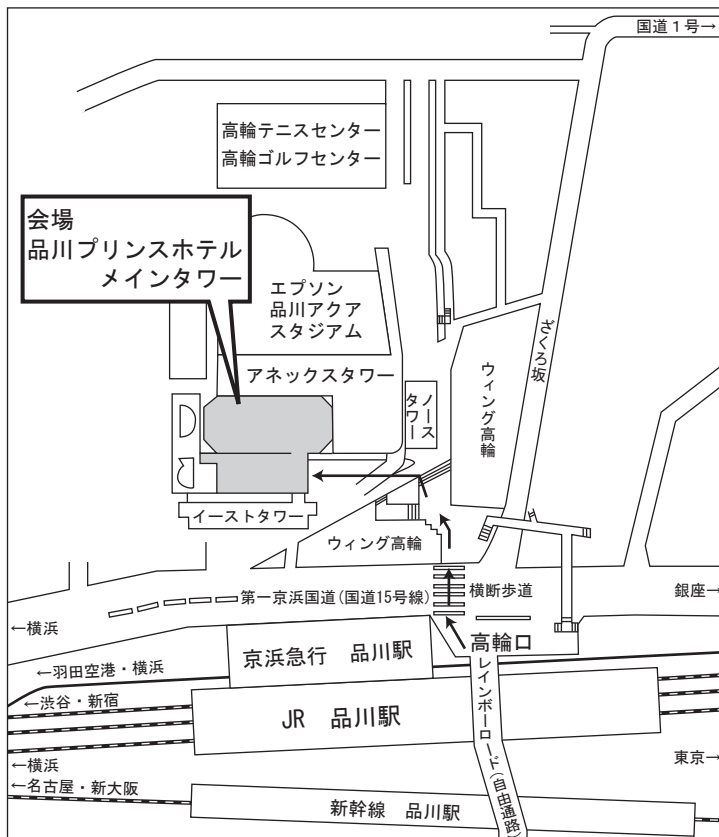 国道１号→
高輪テニスセンター
高輪ゴルフセンター
会場
品川プリンスホテル
メインタワー
エプソン
品川アクア
スタジアム
ざくろ坂
アネックスタワー
ノース
タワー
ウィング高輪
イーストタワー
ウィング高輪
第一京浜国道(国道15号線)
横断歩道
銀座→
←横浜
高輪口
京浜急行　品川駅
←羽田空港・横浜
←渋谷・新宿
JR　品川駅
レインボーロード(自由通路)
←横浜
東京→
←名古屋・新大阪
新幹線　品川駅